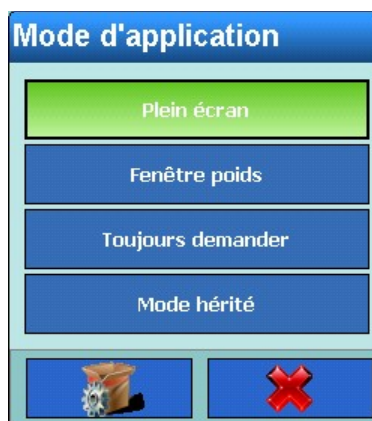 Mode d'application
Plein écran
Fenêtre poids
Toujours demander
Mode hérité